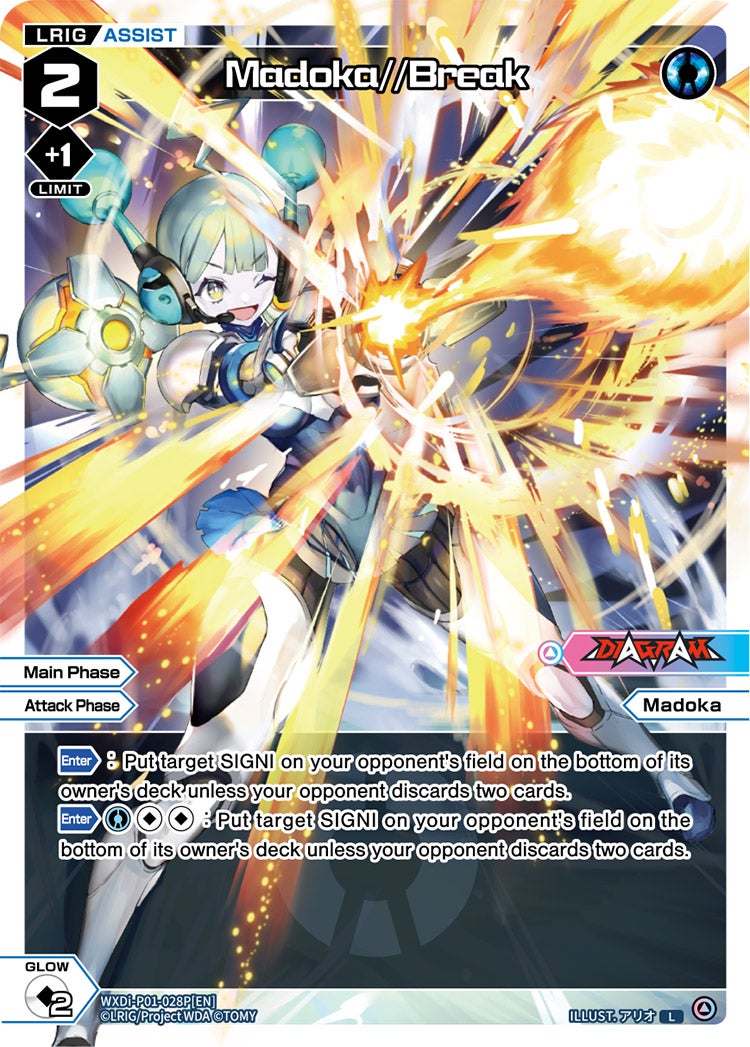 LRIG ASSIST
Madoka//Break
2
+1
LIMIT
DIAGRAM
Main Phase
Attack Phase
Madoka
Enter : Put target SIGNI on your opponent's field on the bottom of its
owner's deck unless your opponent discards two cards.
Enter : Put target SIGNI on your opponent's field on the
bottom of its owner's deck unless your opponent discards two cards.
GLOW
2
WXDi-P01-028P[EN]
©LRIG/Project WDA ©TOMY
ILLUST. アリオ L